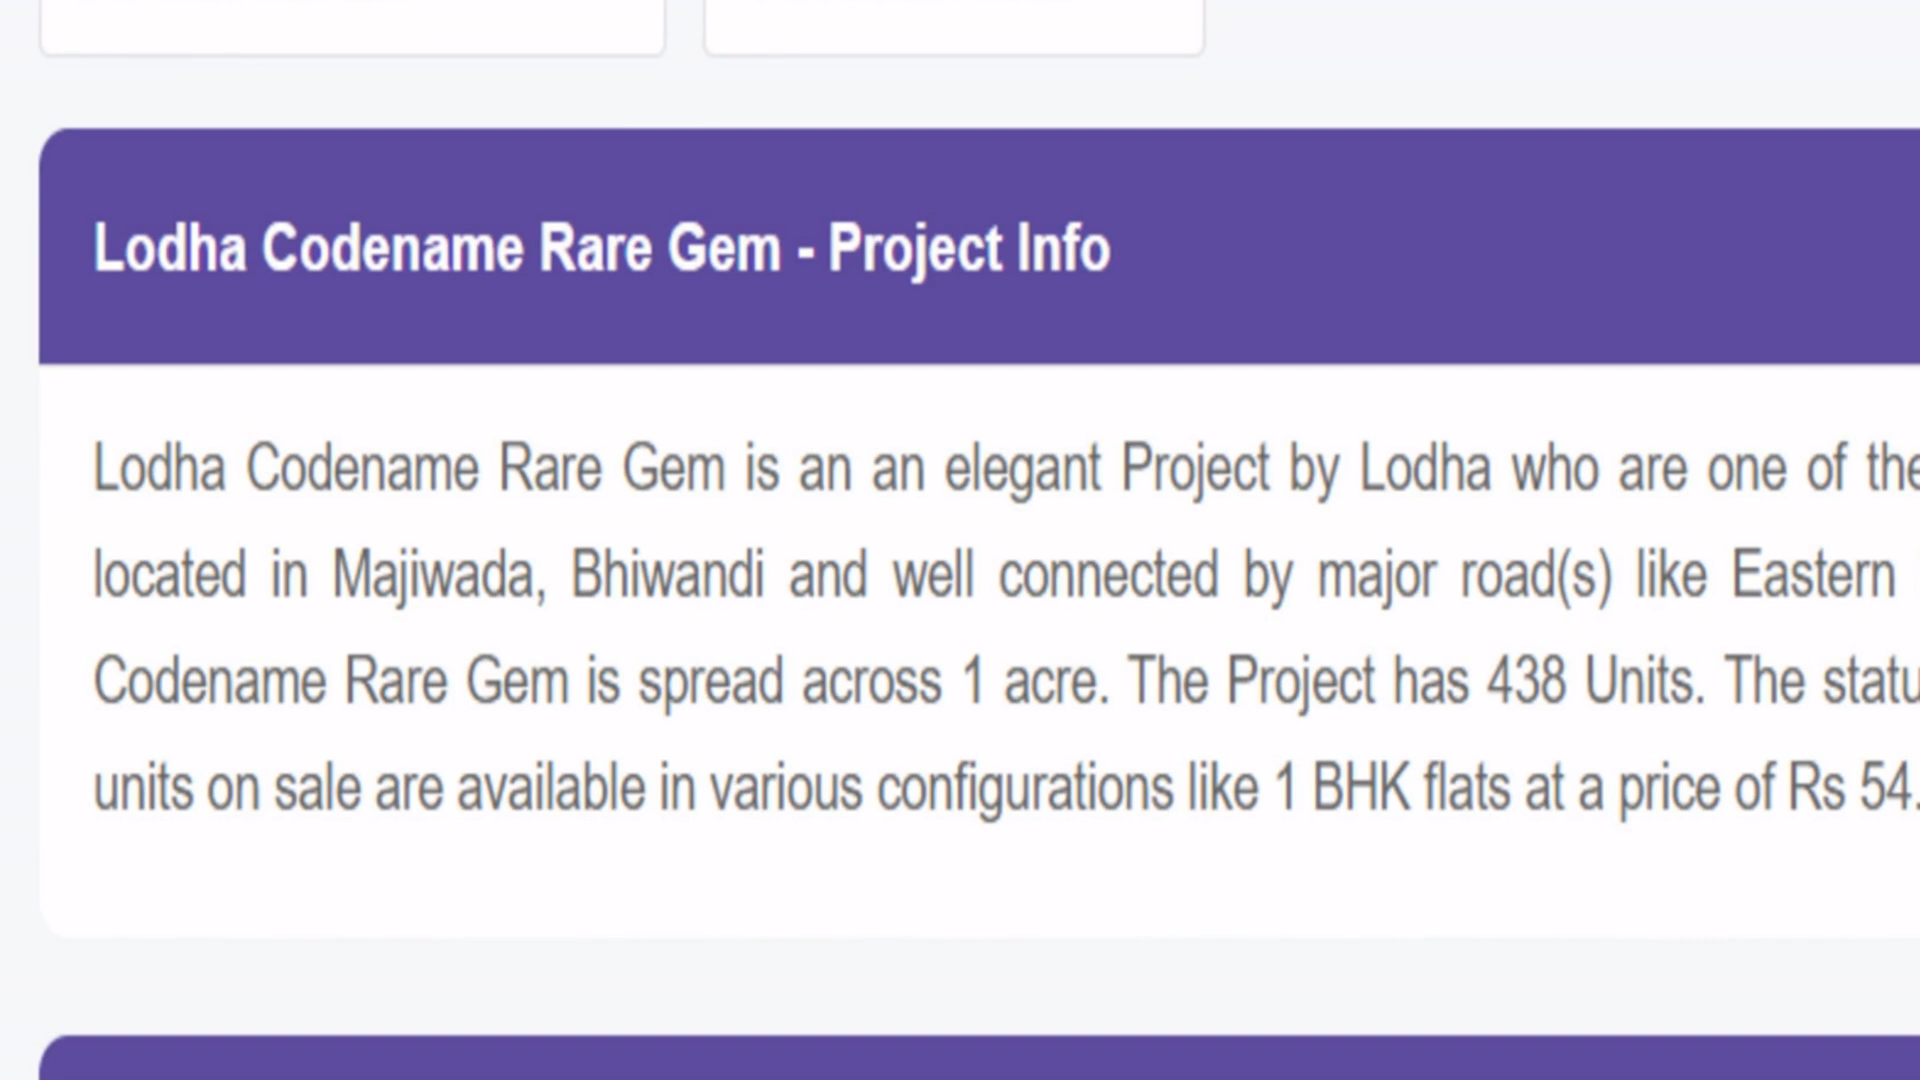 Lodha Codename Rare Gem - Project Info
Lodha Codename Rare Gem is an an elegant Project by Lodha who are one of the
located in Majiwada, Bhiwandi and well connected by major road(s) like Eastern
Codename Rare Gem is spread across 1 acre. The Project has 438 Units. The statu
units on sale are available in various configurations like 1 BHK flats at a price of Rs 54.